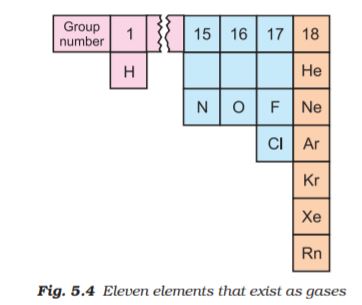 Group number 1 15 16 17 18
H He
N O F Ne
Cl Ar
Kr
Xe
Rn
Fig. 5.4 Eleven elements that exist as gases